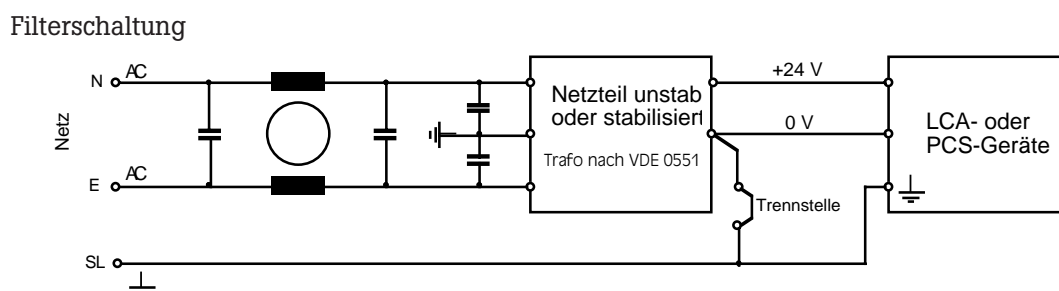 Filterschaltung
Netz
N
AC
E
AC
SL
Netzteil unstab
oder stabilisiert
Trafo nach VDE 0551
+24 V
0 V
Trennstelle
LCA- oder
PCS-Geräte